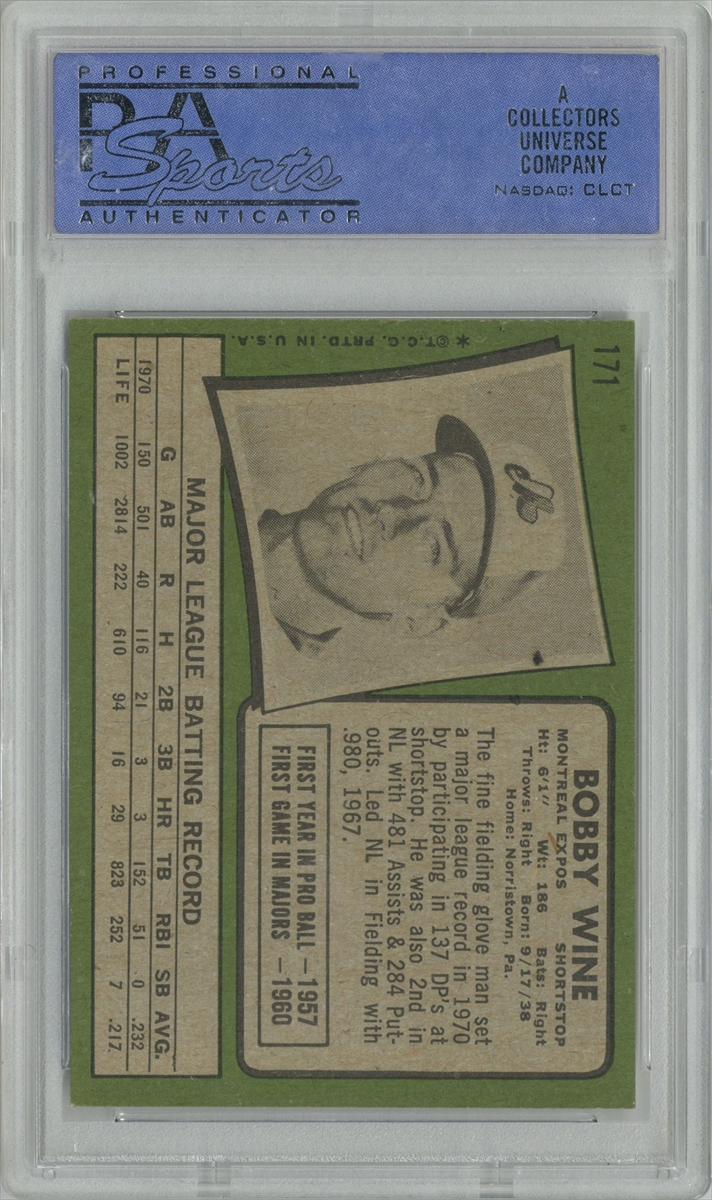 PROFESSIONAL
PSA
Sports
AUTHENTICATOR
A
COLLECTORS
UNIVERSE
COMPANY
NASDAQ: CLCT
171
*©T.C.G. PRTD. IN U.S.A.
BOBBY WINE
MONTREAL EXPOS SHORTSTOP
Ht: 6'1" Wt: 186 Bats: Right
Throws: Right Born: 9/17/38
Home: Norristown, Pa.
The fine fielding glove man set
a major league record in 1970
by participating in 137 DP's at
shortstop. He was also 2nd in
NL with 481 Assists & 284 Put-
outs. Led NL in Fielding with
.980, 1967.
FIRST YEAR IN PRO BALL —1957
FIRST GAME IN MAJORS —1960
MAJOR LEAGUE BATTING RECORD
G AB R H 2B 3B HR TB RBI SB AVG.
1970 150 501 40 116 21 3 3 152 51 0 .232
LIFE 1002 2814 222 610 94 16 29 823 252 7 .217